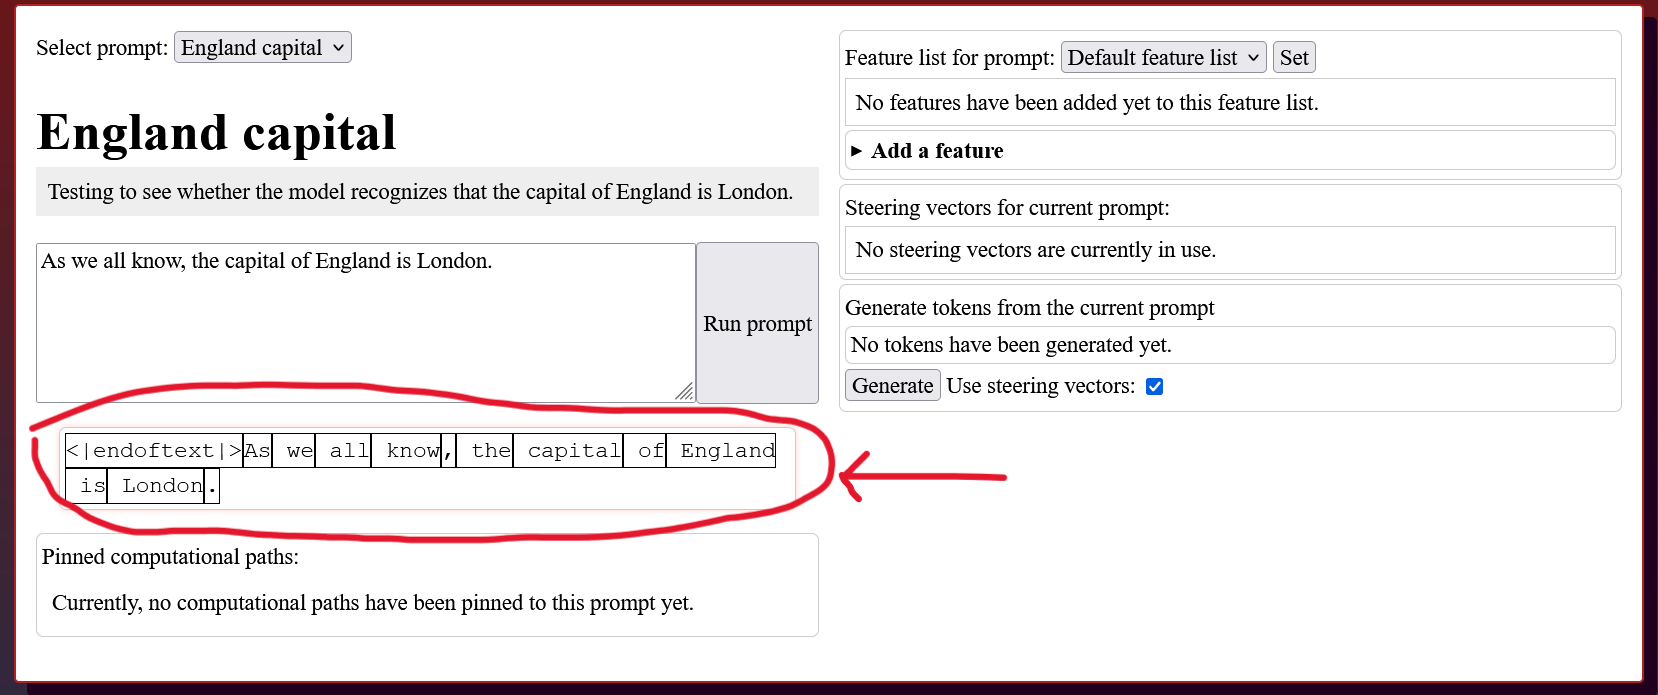 Select prompt: England capital
England capital
Testing to see whether the model recognizes that the capital of England is London.
As we all know, the capital of England is London.
Run prompt
<|endoftext|>As we all know, the capital of England
is London.
Pinned computational paths:
Currently, no computational paths have been pinned to this prompt yet.
Feature list for prompt: Default feature list Set
No features have been added yet to this feature list.
Add a feature
Steering vectors for current prompt:
No steering vectors are currently in use.
Generate tokens from the current prompt
No tokens have been generated yet.
Generate Use steering vectors: